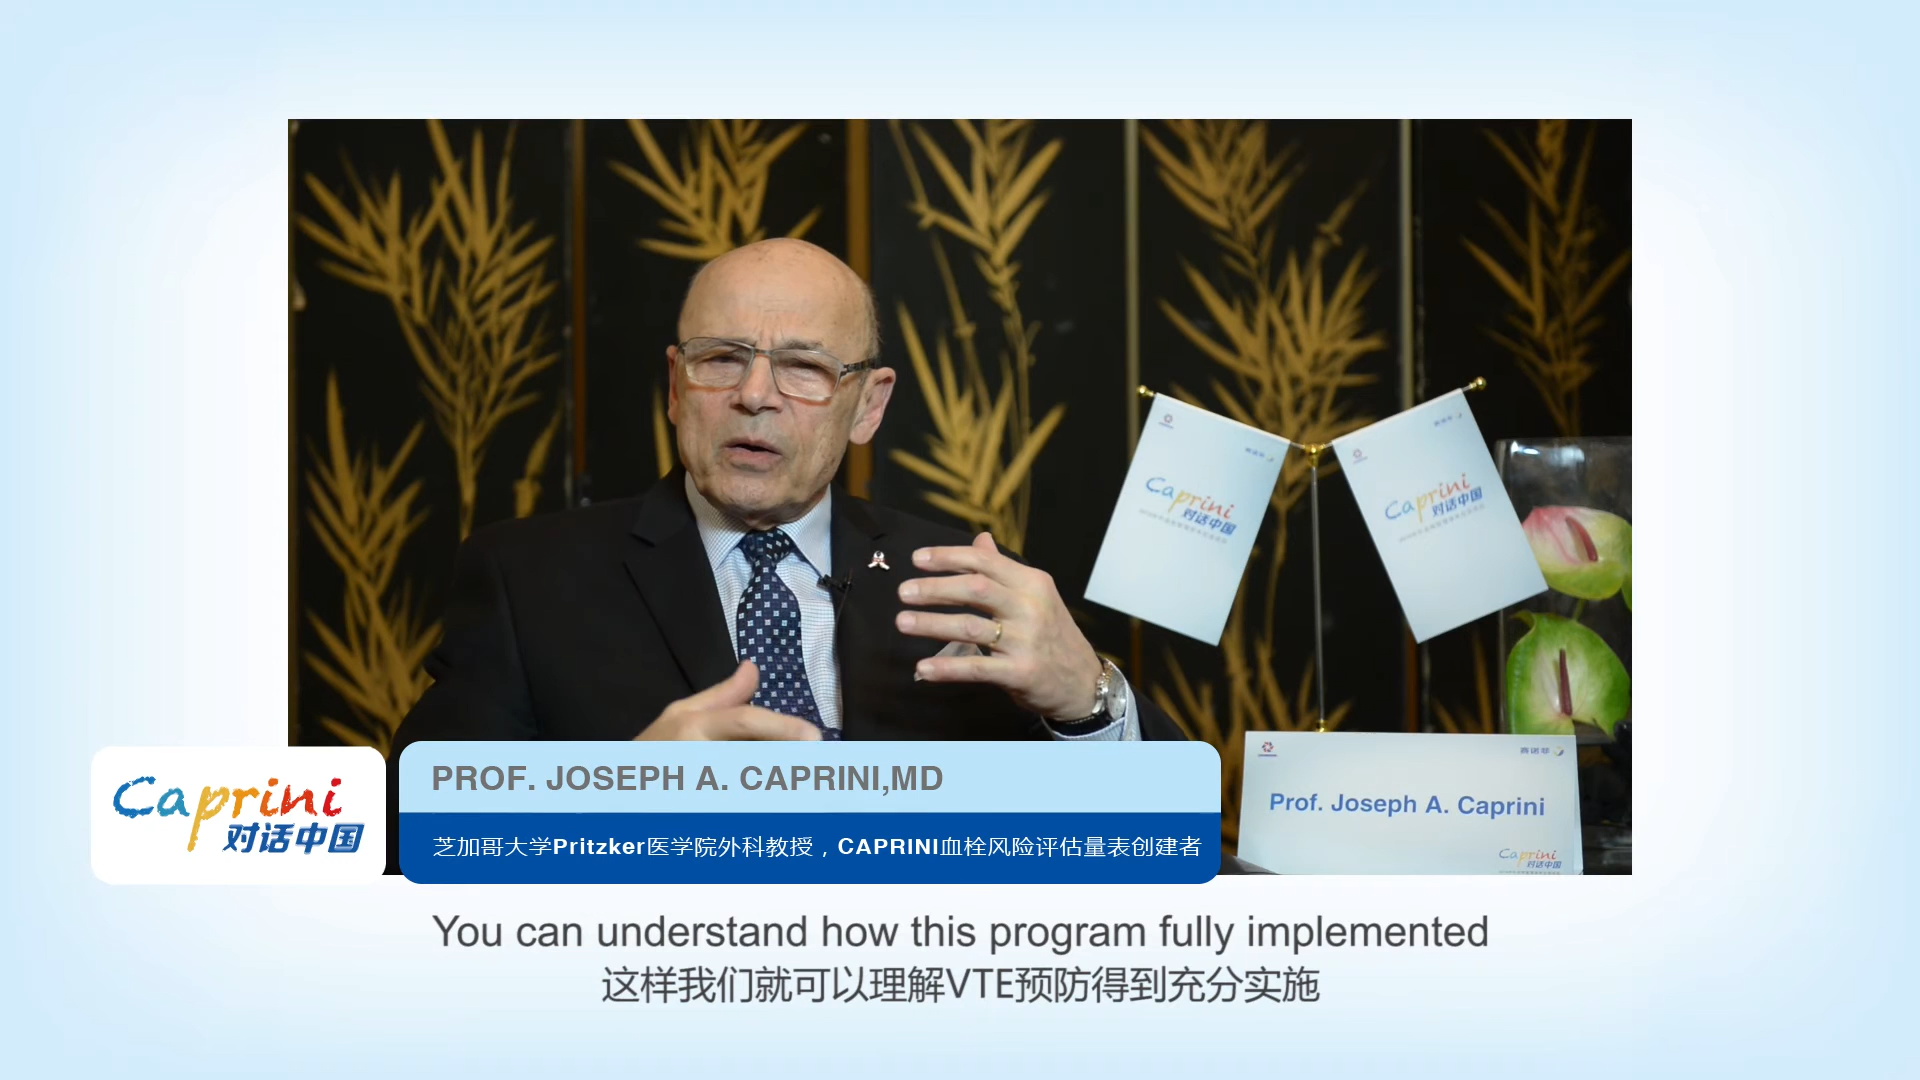 Caprini
对话中国
Caprini
对话中国
赛诺菲
Prof. Joseph A. Caprini
Caprini
对话中国
Caprini
对话中国
PROF. JOSEPH A. CAPRINI,MD
芝加哥大学Pritzker医学院外科教授，CAPRINI血栓风险评估量表创建者
You can understand how this program fully implemented
这样我们就可以理解VTE预防得到充分实施